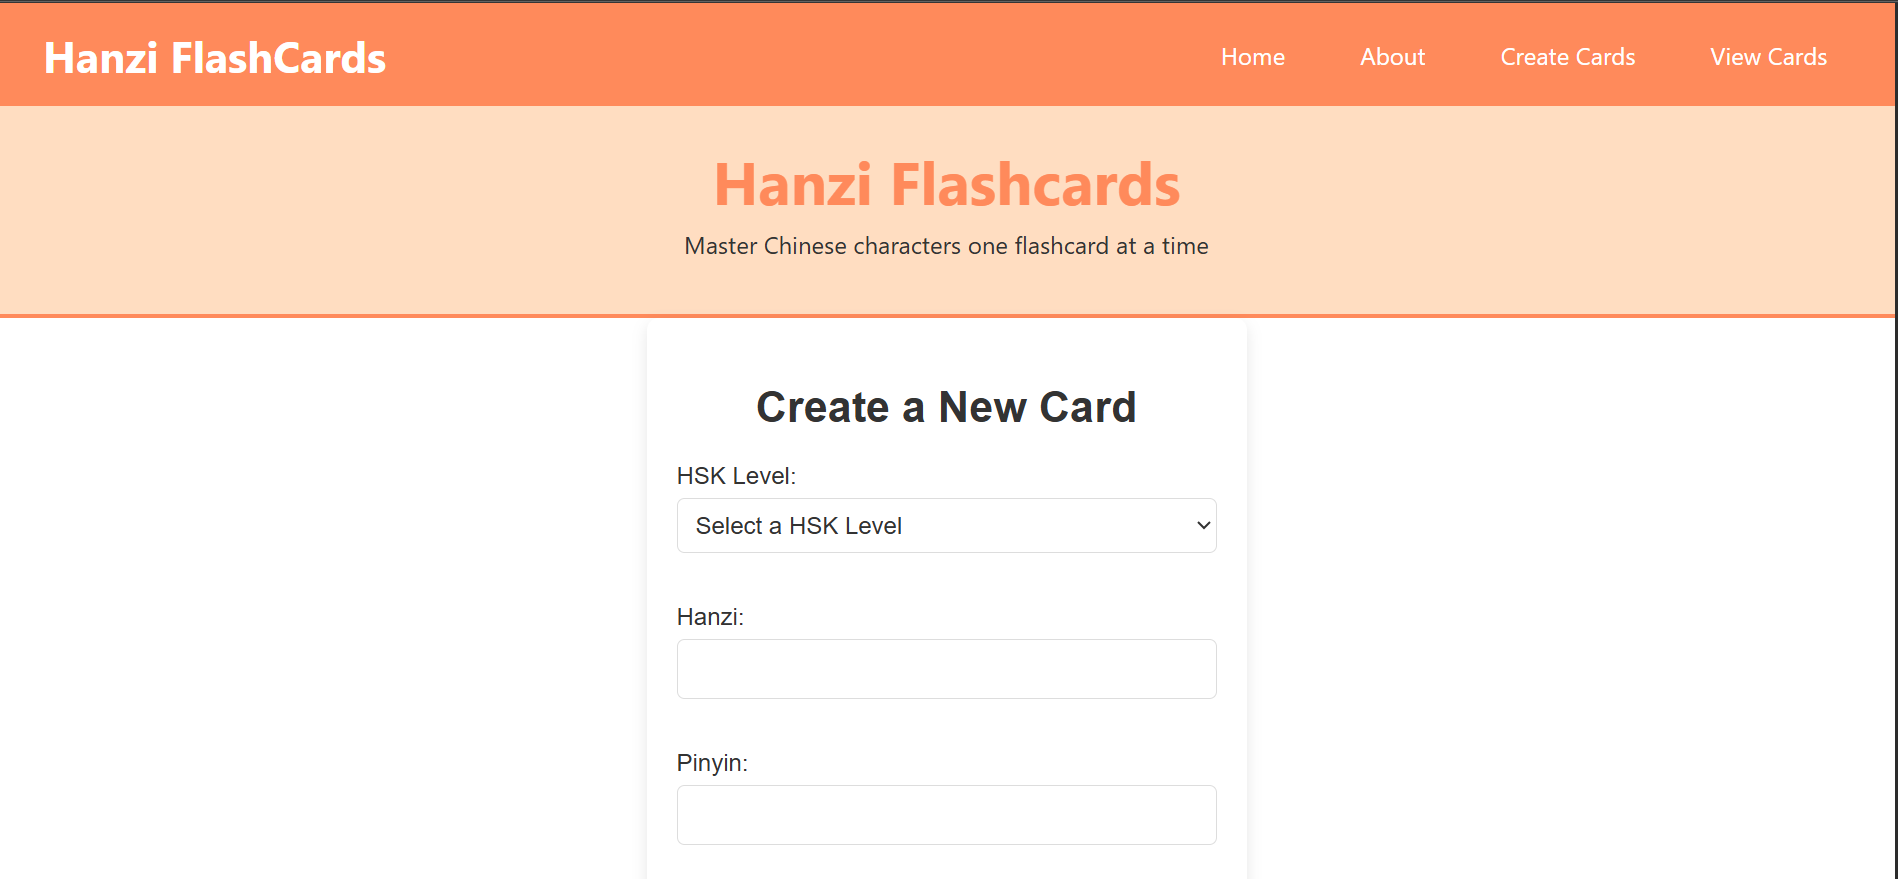 Hanzi FlashCards
Home About Create Cards View Cards
Hanzi Flashcards
Master Chinese characters one flashcard at a time
Create a New Card
HSK Level:
Select a HSK Level
Hanzi:
Pinyin: